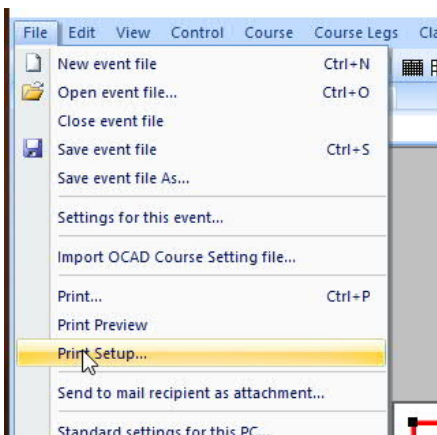 File Edit View Control Course Course Legs
New event file Ctrl+N
Open event file... Ctrl+O
Close event file
Save event file Ctrl+S
Save event file As...
Settings for this event...
Import OCAD Course Setting file...
Print... Ctrl+P
Print Preview
Print Setup...
Send to mail recipient as attachment...
Standard settings for this PC...